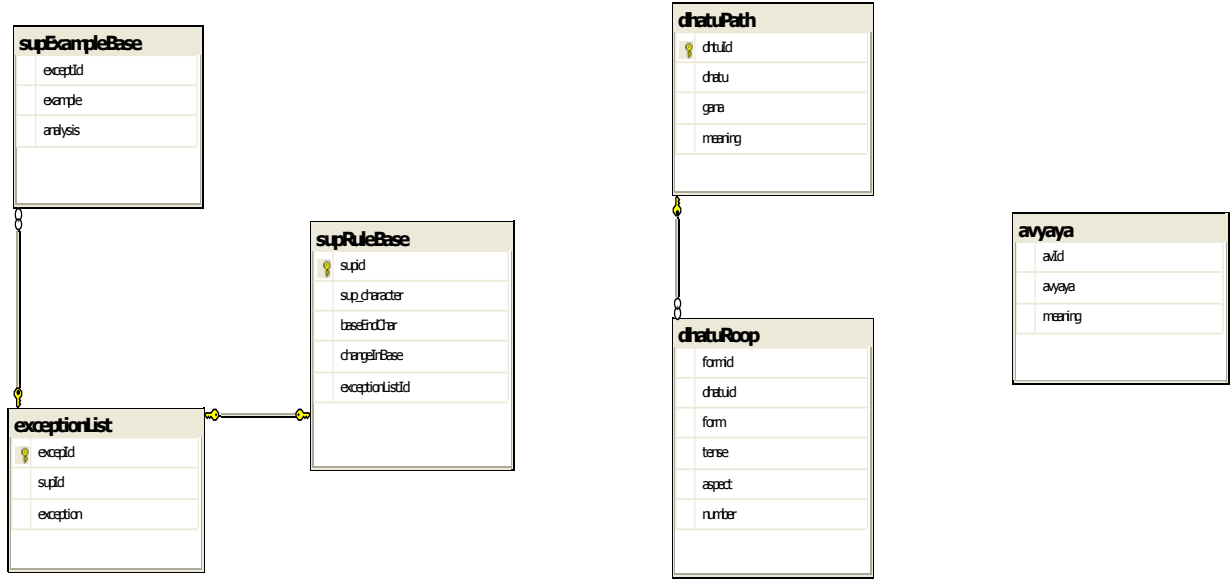 supExampleBase
exceptId
example
analysis
exceptionList
excepId
supId
exception
supRuleBase
supid
sup_character
baseEndChar
changeInBase
exceptionListId
dhatuPath
dhtuId
dhatu
gana
meaning
dhatuRoop
formid
dhatuid
form
tense
aspect
number
avyaya
avId
avyaya
meaning